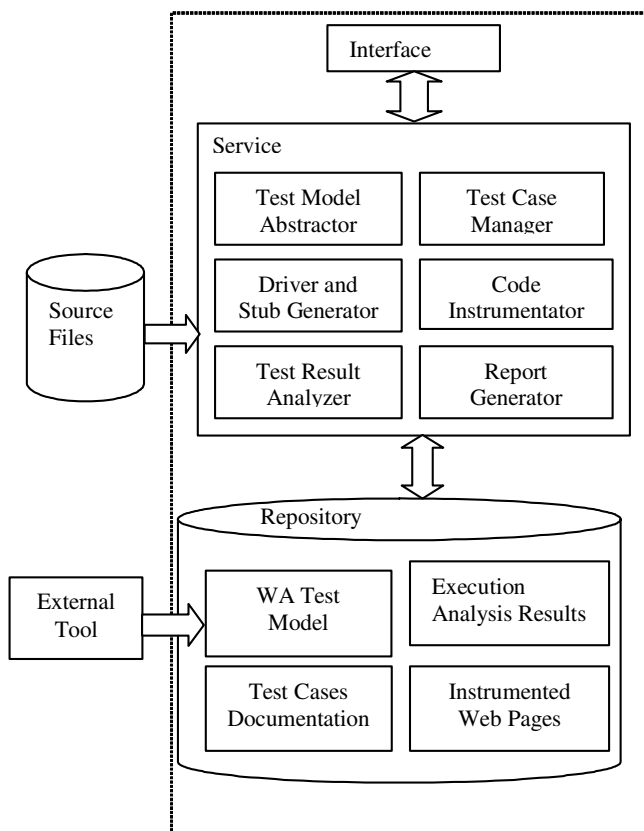 Interface
Service
Test Model
Abstractor
Test Case
Manager
Driver and
Stub Generator
Code
Instrumentator
Test Result
Analyzer
Report
Generator
Source
Files
Repository
External
Tool
WA Test
Model
Execution
Analysis Results
Test Cases
Documentation
Instrumented
Web Pages